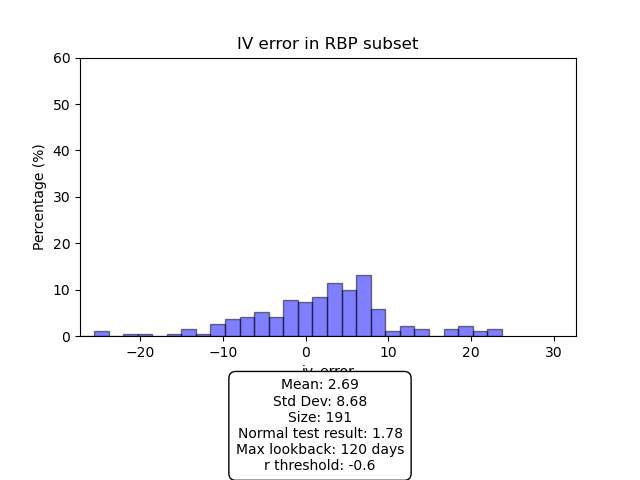 IV error in RBP subset
60
50
40
30
20
10
0
Percentage (%)
−20
−10
0
10
20
30
iv_error
Mean: 2.69
Std Dev: 8.68
Size: 191
Normal test result: 1.78
Max lookback: 120 days
r threshold: -0.6